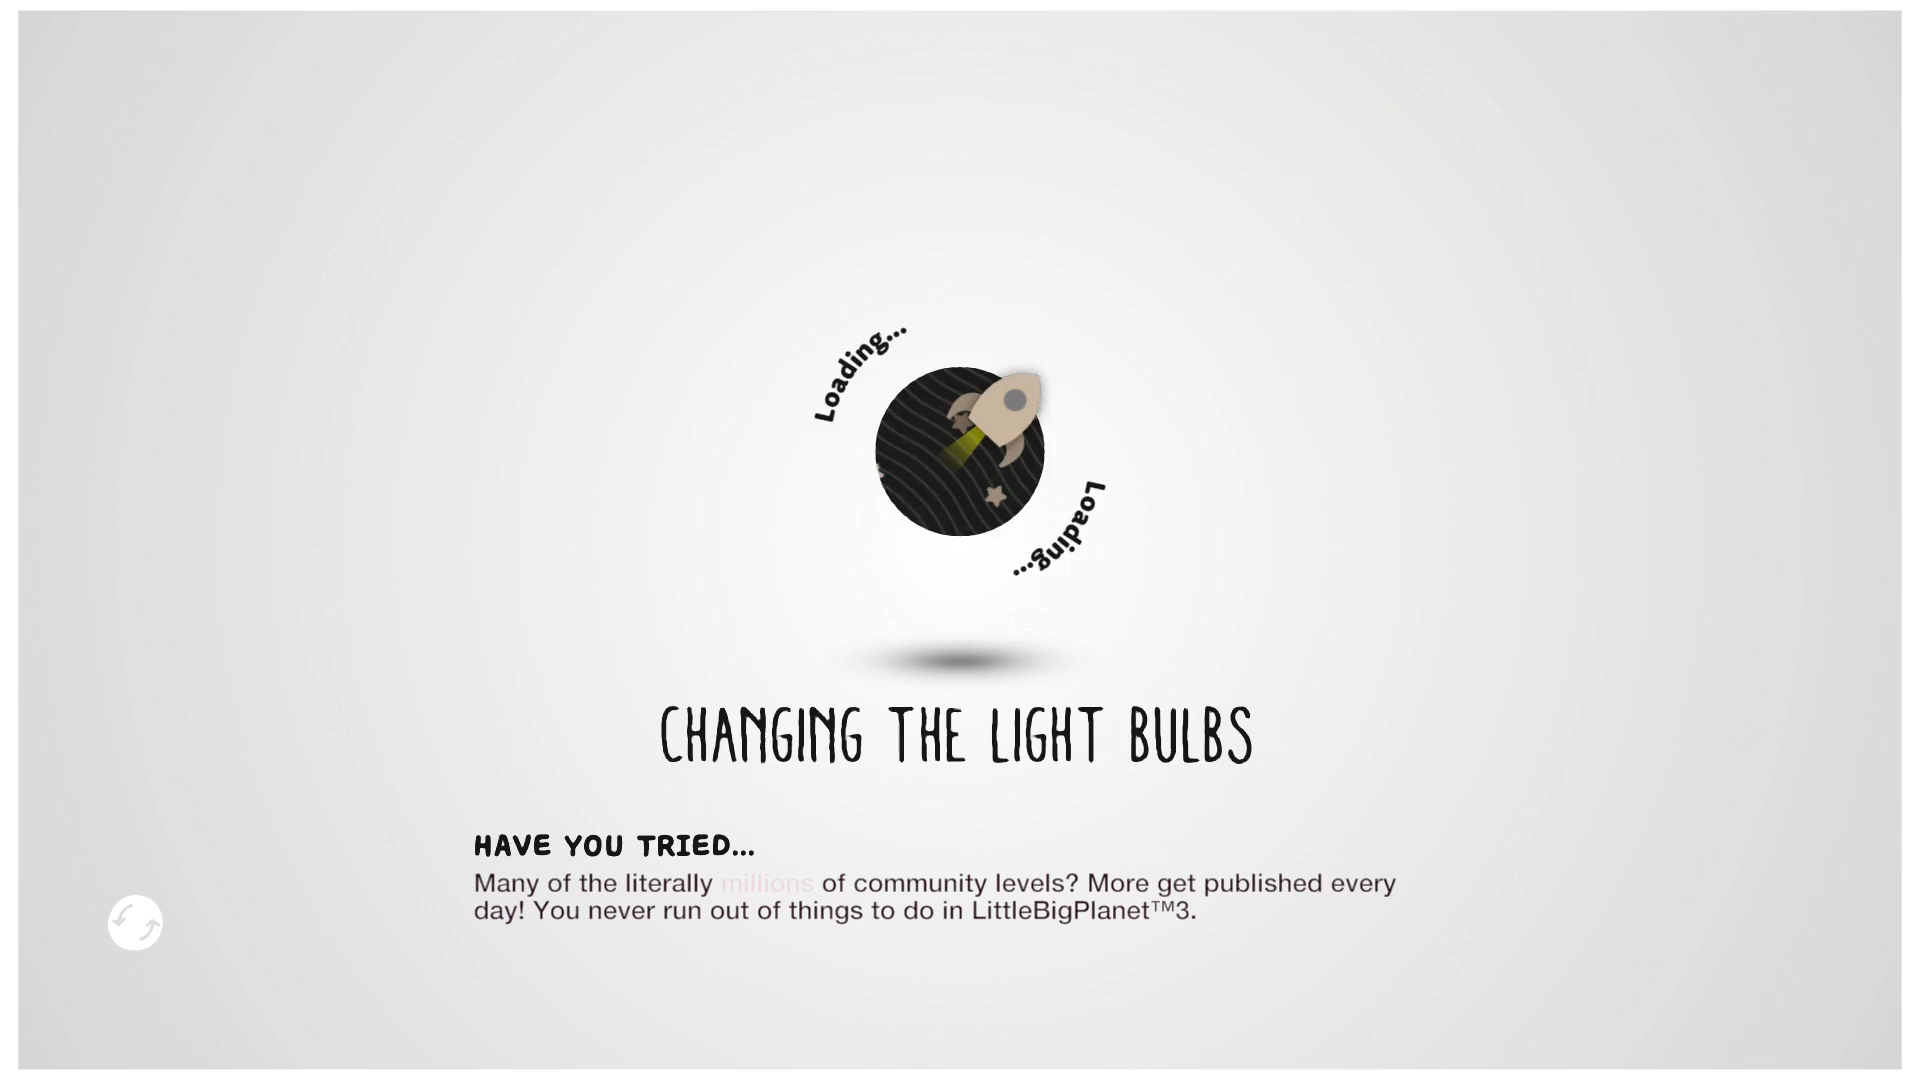 Loading...
Loading...
CHANGING THE LIGHT BULBS
HAVE YOU TRIED...
Many of the literally millions of community levels? More get published every
day! You never run out of things to do in LittleBigPlanet™3.